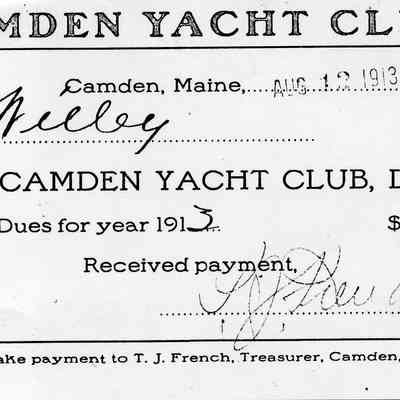 MDEN YACHT CL
Camden, Maine, AUG 12 1913
Willey
CAMDEN YACHT CLUB, D
Dues for year 1913 $
Received payment,
ake payment to T. J. French, Treasurer, Camden,